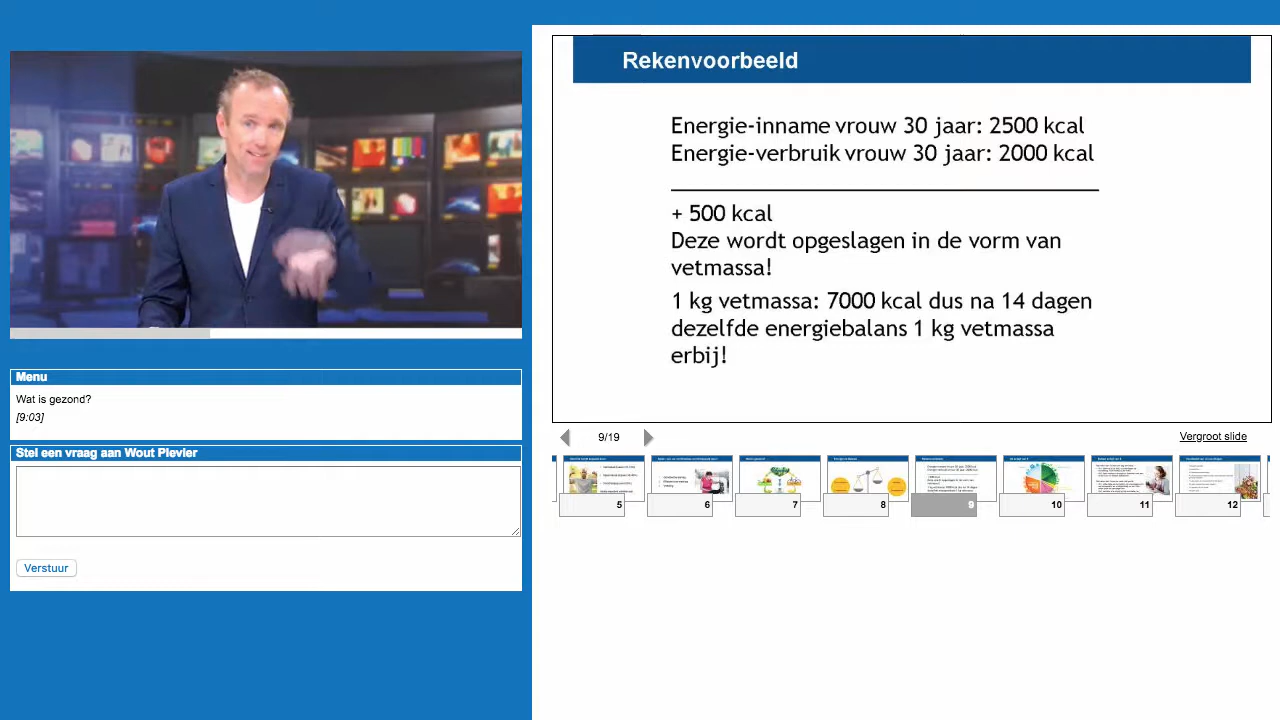 Rekenvoorbeeld
Energie-inname vrouw 30 jaar: 2500 kcal
Energie-verbruik vrouw 30 jaar: 2000 kcal
+ 500 kcal
Deze wordt opgeslagen in de vorm van
vetmassa!
1 kg vetmassa: 7000 kcal dus na 14 dagen
dezelfde energiebalans 1 kg vetmassa
erbij!
Menu
Wat is gezond?
[9:03]
Stel een vraag aan Wout Plevier
Verstuur
9/19
Vergroot slide
5
6
7
8
9
10
11
12